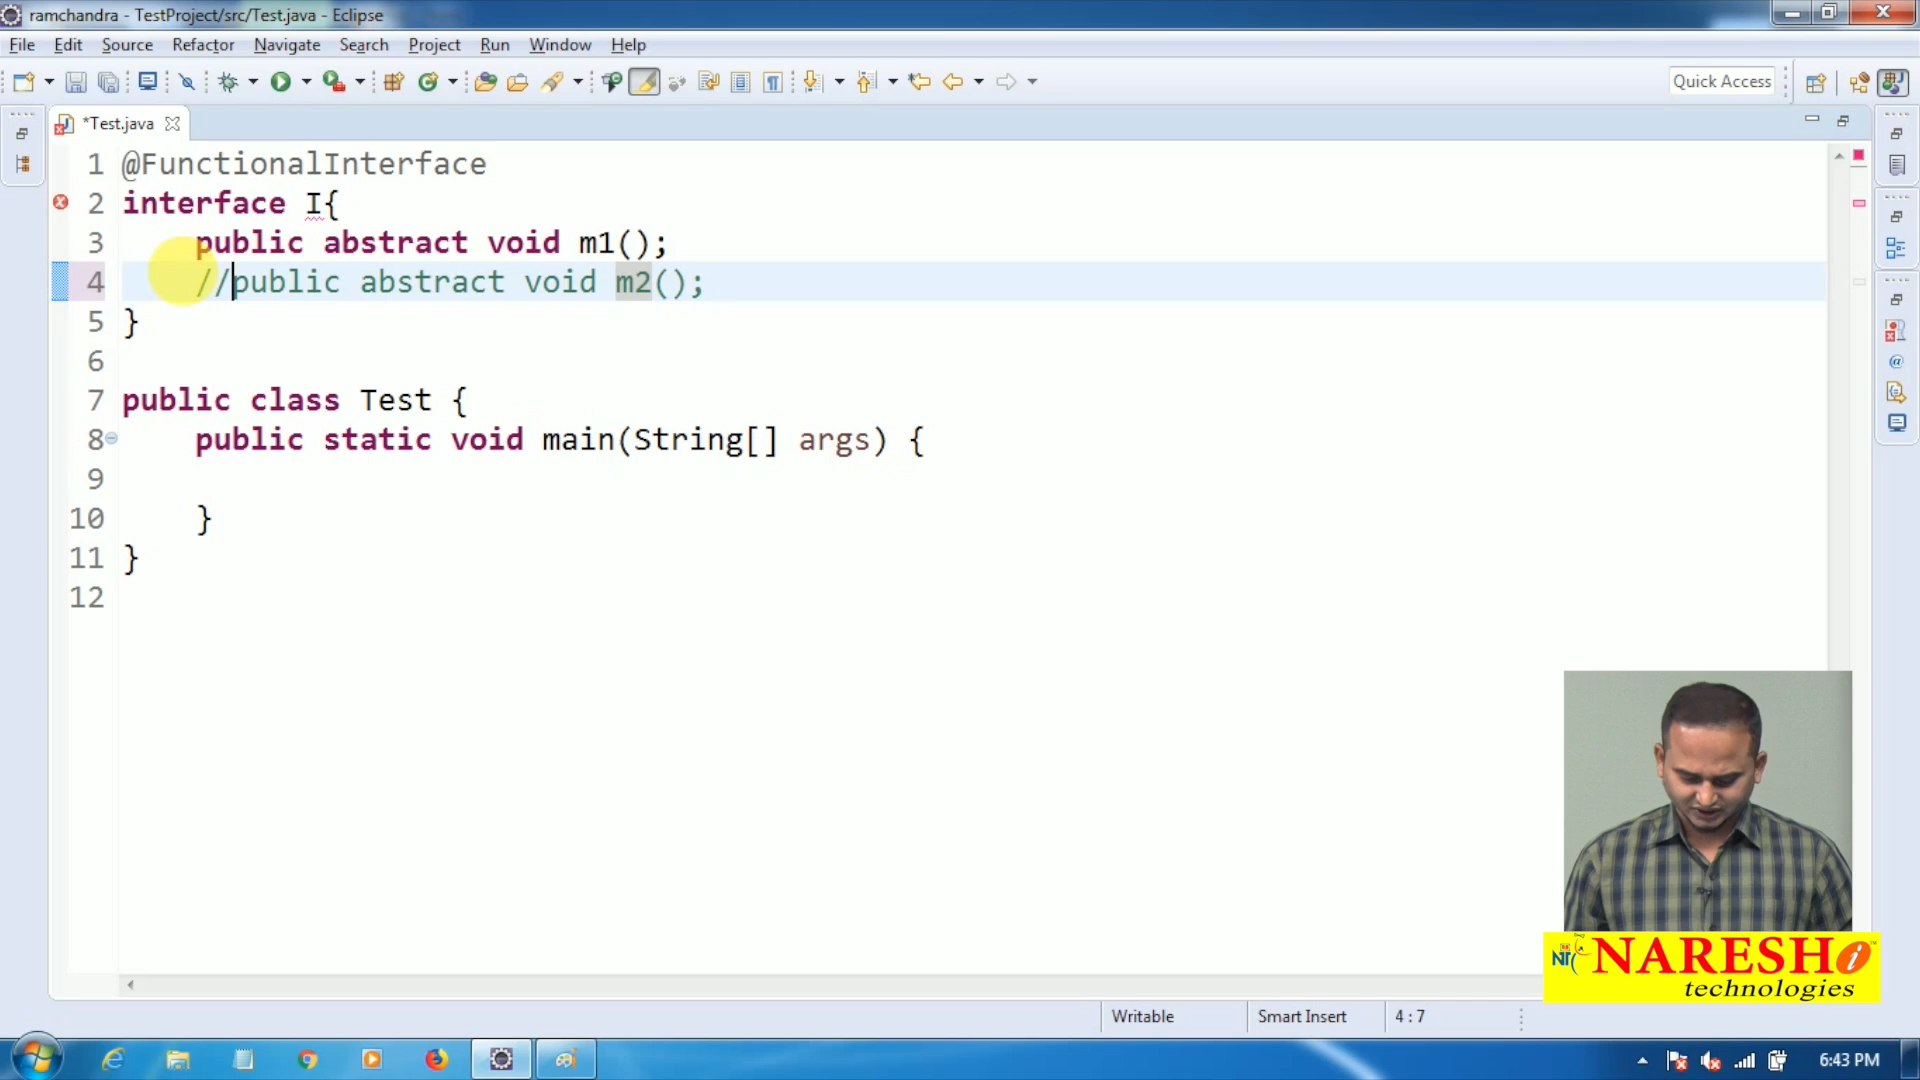 ramchandra - TestProject/src/Test.java - Eclipse
File Edit Source Refactor Navigate Search Project Run Window Help
Quick Access
*Test.java
1 @FunctionalInterface
2 interface I{
3 public abstract void m1();
4 //public abstract void m2();
5 }
6
7 public class Test {
8 public static void main(String[] args) {
9
10 }
11 }
12
NARESH i
technologies
Writable Smart Insert 4 : 7
6:43 PM